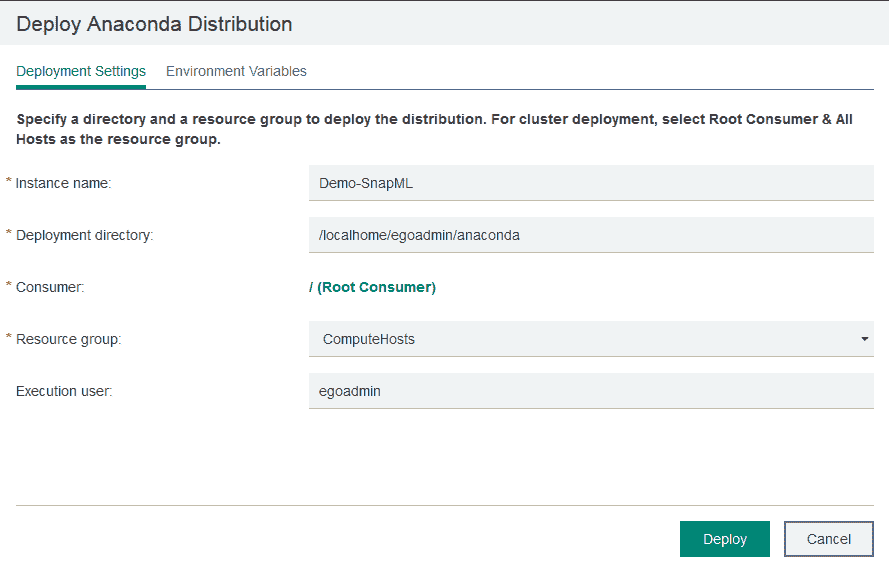 Deploy Anaconda Distribution
Deployment Settings Environment Variables
Specify a directory and a resource group to deploy the distribution. For cluster deployment, select Root Consumer & All
Hosts as the resource group.
* Instance name: Demo-SnapML
* Deployment directory: /localhome/egoadmin/anaconda
* Consumer: / (Root Consumer)
* Resource group: ComputeHosts
Execution user: egoadmin
Deploy Cancel